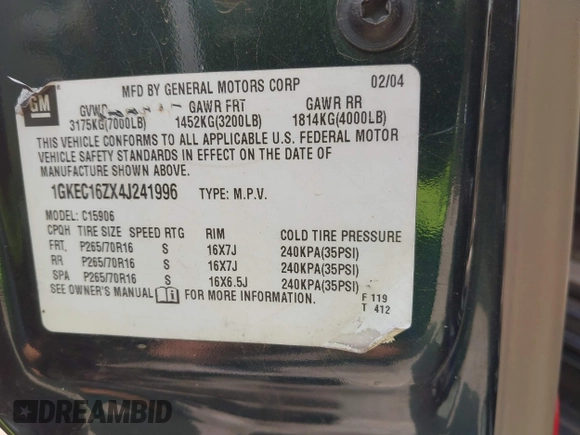 GM
MFD BY GENERAL MOTORS CORP 02/04
GAWR FRT GAWR RR
3175KG(7000LB) 1452KG(3200LB) 1814KG(4000LB)
THIS VEHICLE CONFORMS TO ALL APPLICABLE U.S. FEDERAL MOTOR
VEHICLE SAFETY STANDARDS IN EFFECT ON THE DATE OF
MANUFACTURE SHOWN ABOVE.
1GKEC16ZX4J241996 TYPE: M.P.V.
MODEL: C15906
CPQH TIRE SIZE SPEED RTG RIM COLD TIRE PRESSURE
FRT, P265/70R16 S 16X7J 240KPA(35PSI)
RR P265/70R16 S 16X7J 240KPA(35PSI)
SPA P265/70R16 S 16X6.5J 240KPA(35PSI)
SEE OWNER'S MANUAL i FOR MORE INFORMATION.
F 119
T 412
DREAMBID